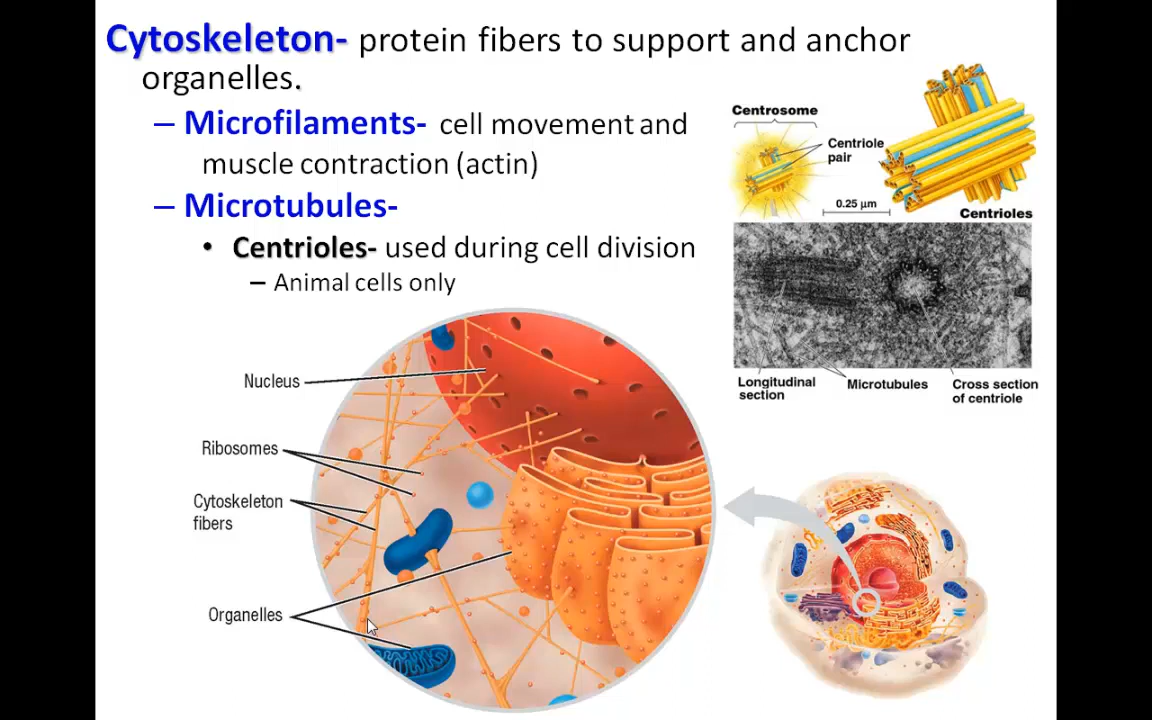 Cytoskeleton- protein fibers to support and anchor
organelles.
– Microfilaments- cell movement and
muscle contraction (actin)
– Microtubules-
• Centrioles- used during cell division
– Animal cells only
Centrosome
Centriole
pair
0.25 µm
Centrioles
Longitudinal
section
Microtubules
Cross section
of centriole
Nucleus
Ribosomes
Cytoskeleton
fibers
Organelles